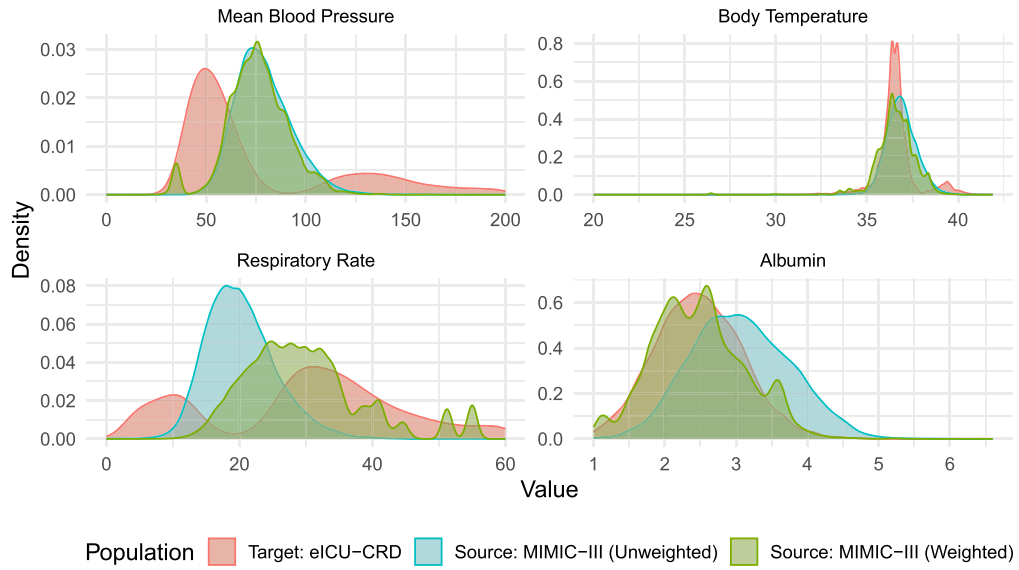 Mean Blood Pressure
Body Temperature
0.03
0.02
0.01
0.00
0.8
0.6
0.4
0.2
0.0
0 50 100 150 200
20 25 30 35 40
Density
Respiratory Rate
Albumin
0.08
0.06
0.04
0.02
0.00
0.6
0.4
0.2
0.0
0 20 40 60
1 2 3 4 5 6
Value
Population Target: eICU−CRD Source: MIMIC−III (Unweighted) Source: MIMIC−III (Weighted)